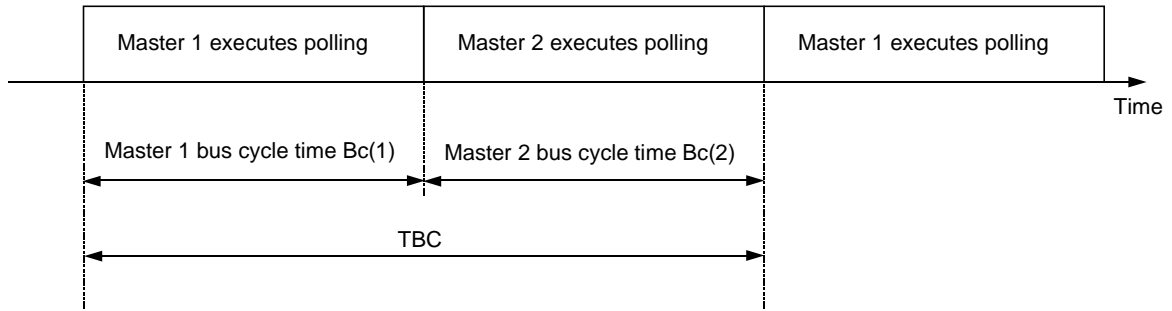 Master 1 executes polling
Master 2 executes polling
Master 1 executes polling
Time
Master 1 bus cycle time Bc(1)
Master 2 bus cycle time Bc(2)
TBC